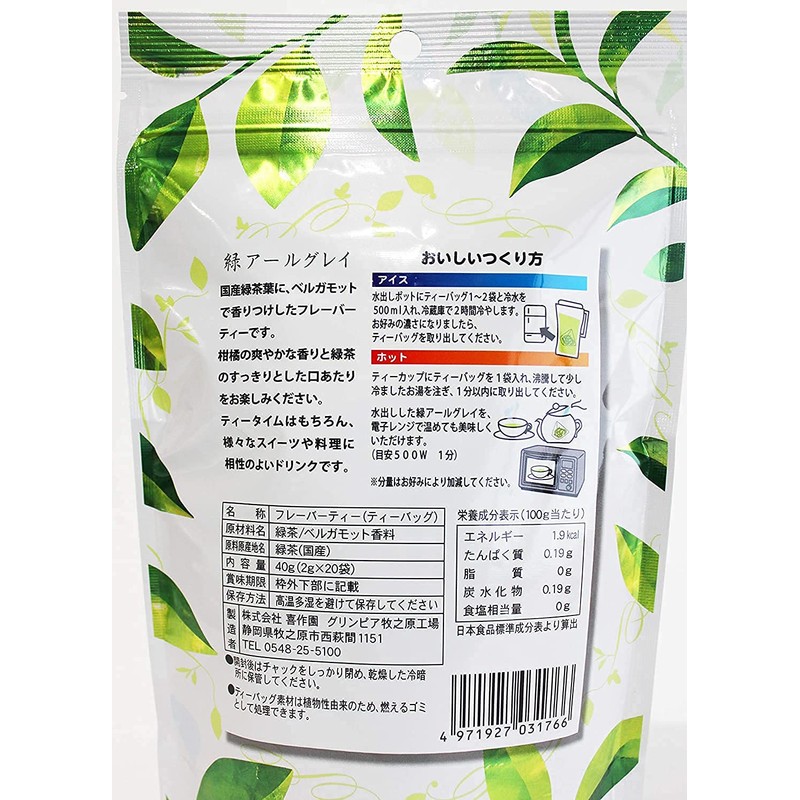 緑アールグレイ
国産緑茶葉に、ベルガモット
で香りつけしたフレーバー
ティーです。
柑橘の爽やかな香りと緑茶
のすっきりとした口あたり
をお楽しみください。
ティータイムはもちろん、
様々なスイーツや料理に
相性のよいドリンクです。
おいしいつくり方
アイス
水出しポットにティーバッグ1〜2袋と冷水を
500ml入れ、冷蔵庫で2時間冷やします。
お好みの濃さになりましたら、
ティーバッグを取り出してください。
ホット
ティーカップにティーバッグを1袋入れ、沸騰して少し
冷ましたお湯を注ぎ、1分以内に取り出してください。
水出しした緑アールグレイを、
電子レンジで温めても美味しく
いただけます。
(目安500W 1分)
※分量はお好みにより加減してください。
名称 フレーバーティー(ティーバッグ)
原材料名 緑茶/ベルガモット香料
原料原産地名 緑茶(国産)
内容量 40g(2g×20袋)
賞味期限 枠外下部に記載
保存方法 高温多湿を避けて保存してください
製造者 株式会社 喜作園 グリンピア牧之原工場
静岡県牧之原市西萩間1151
TEL 0548-25-5100
栄養成分表示(100g当たり)
エネルギー 1.9kcal
たんぱく質 0.19g
脂質 0g
炭水化物 0.19g
食塩相当量 0g
日本食品標準成分表より算出
●開封後はチャックをしっかり閉め、乾燥した冷暗
所に保管してください。
●ティーバッグ素材は植物性由来のため、燃えるゴミ
として処理できます。
4 971927 031766